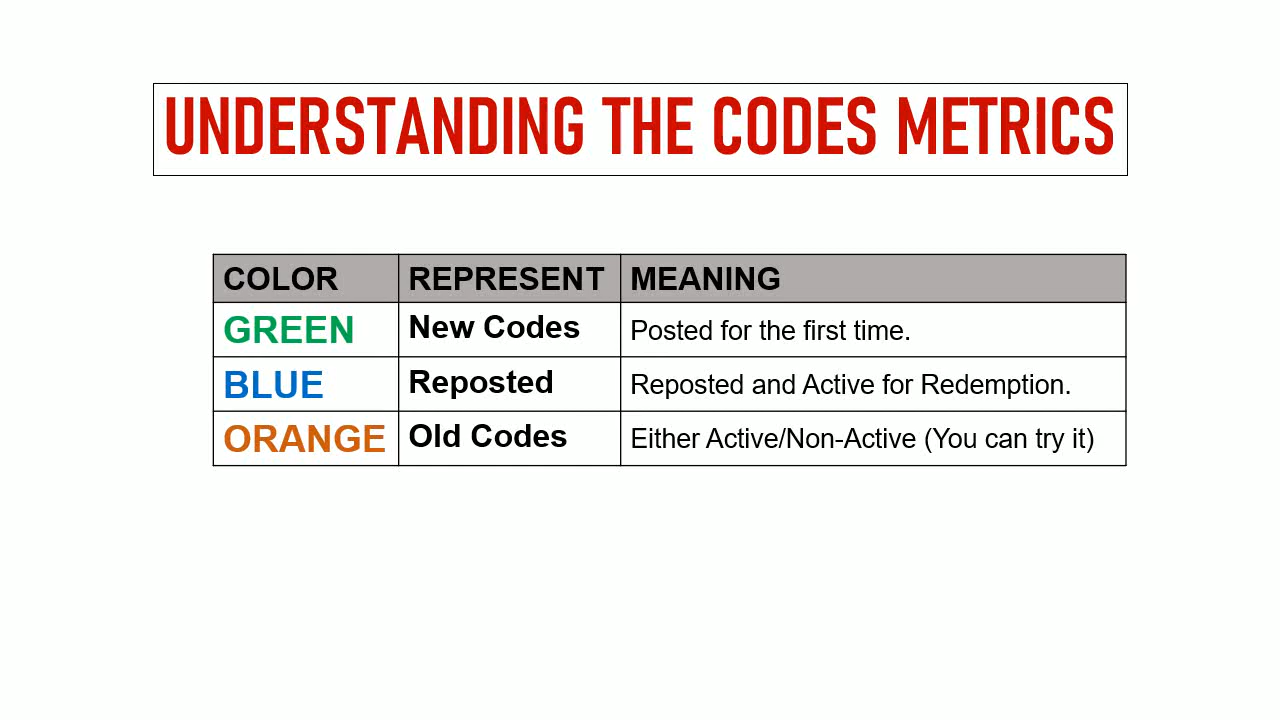 UNDERSTANDING THE CODES METRICS
COLOR REPRESENT MEANING
GREEN New Codes Posted for the first time.
BLUE Reposted Reposted and Active for Redemption.
ORANGE Old Codes Either Active/Non-Active (You can try it)